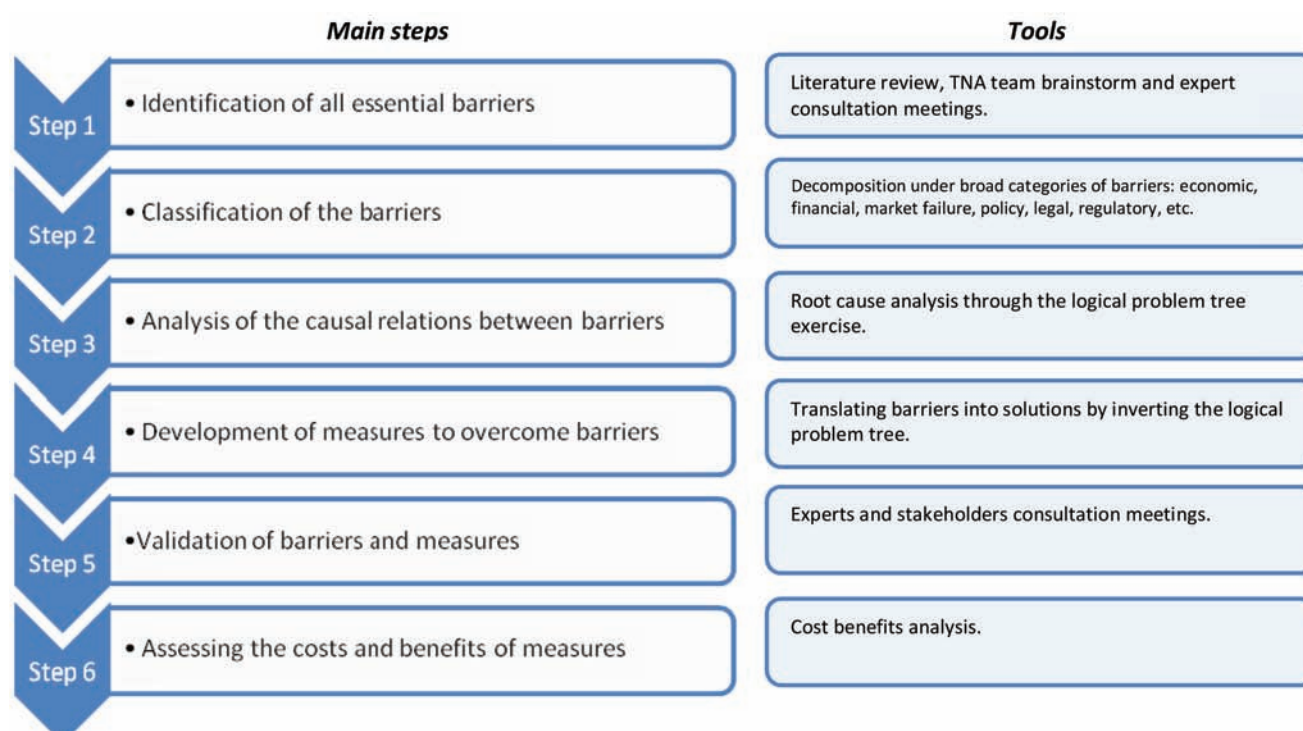 Main steps
Tools
Step 1
• Identification of all essential barriers
Literature review, TNA team brainstorm and expert
consultation meetings.
Step 2
• Classification of the barriers
Decomposition under broad categories of barriers: economic,
financial, market failure, policy, legal, regulatory, etc.
Step 3
• Analysis of the causal relations between barriers
Root cause analysis through the logical problem tree
exercise.
Step 4
• Development of measures to overcome barriers
Translating barriers into solutions by inverting the logical
problem tree.
Step 5
•Validation of barriers and measures
Experts and stakeholders consultation meetings.
Step 6
• Assessing the costs and benefits of measures
Cost benefits analysis.